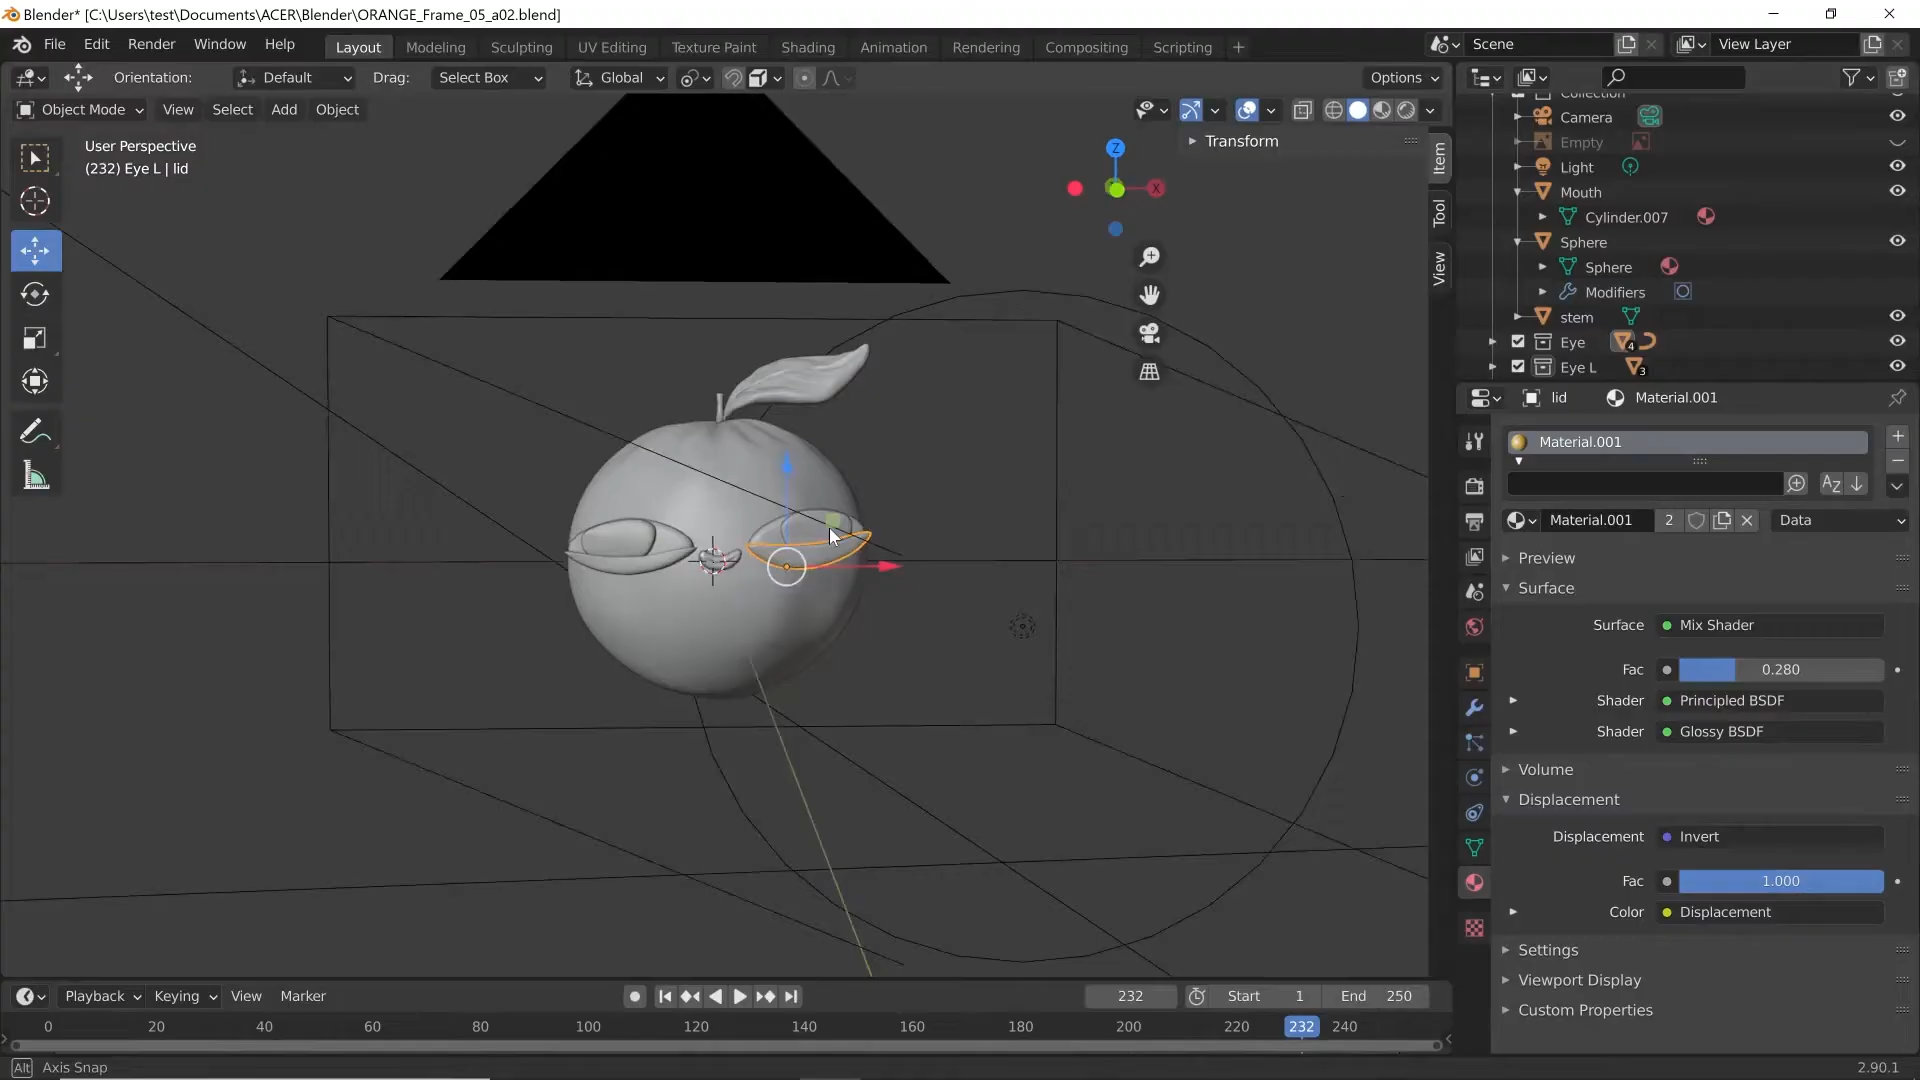 Blender* [C:\Users\test\Documents\ACER\Blender\ORANGE_Frame_05_a02.blend]
File Edit Render Window Help Layout Modeling Sculpting UV Editing Texture Paint Shading Animation Rendering Compositing Scripting + Scene View Layer
Orientation: Default Drag: Select Box Global Options
Object Mode View Select Add Object
User Perspective
(232) Eye L | lid
Transform
Item
Tool
View
Z
X
Collection
Camera
Empty
Light
Mouth
Cylinder.007
Sphere
Sphere
Modifiers
stem
Eye 4
Eye L 3
lid Material.001
Material.001
Material.001 2 Data
Preview
Surface
Surface Mix Shader
Fac 0.280
Shader Principled BSDF
Shader Glossy BSDF
Volume
Displacement
Displacement Invert
Fac 1.000
Color Displacement
Settings
Viewport Display
Custom Properties
Playback Keying View Marker 232 Start 1 End 250
0 20 40 60 80 100 120 140 160 180 200 220 232 240
Alt Axis Snap 2.90.1